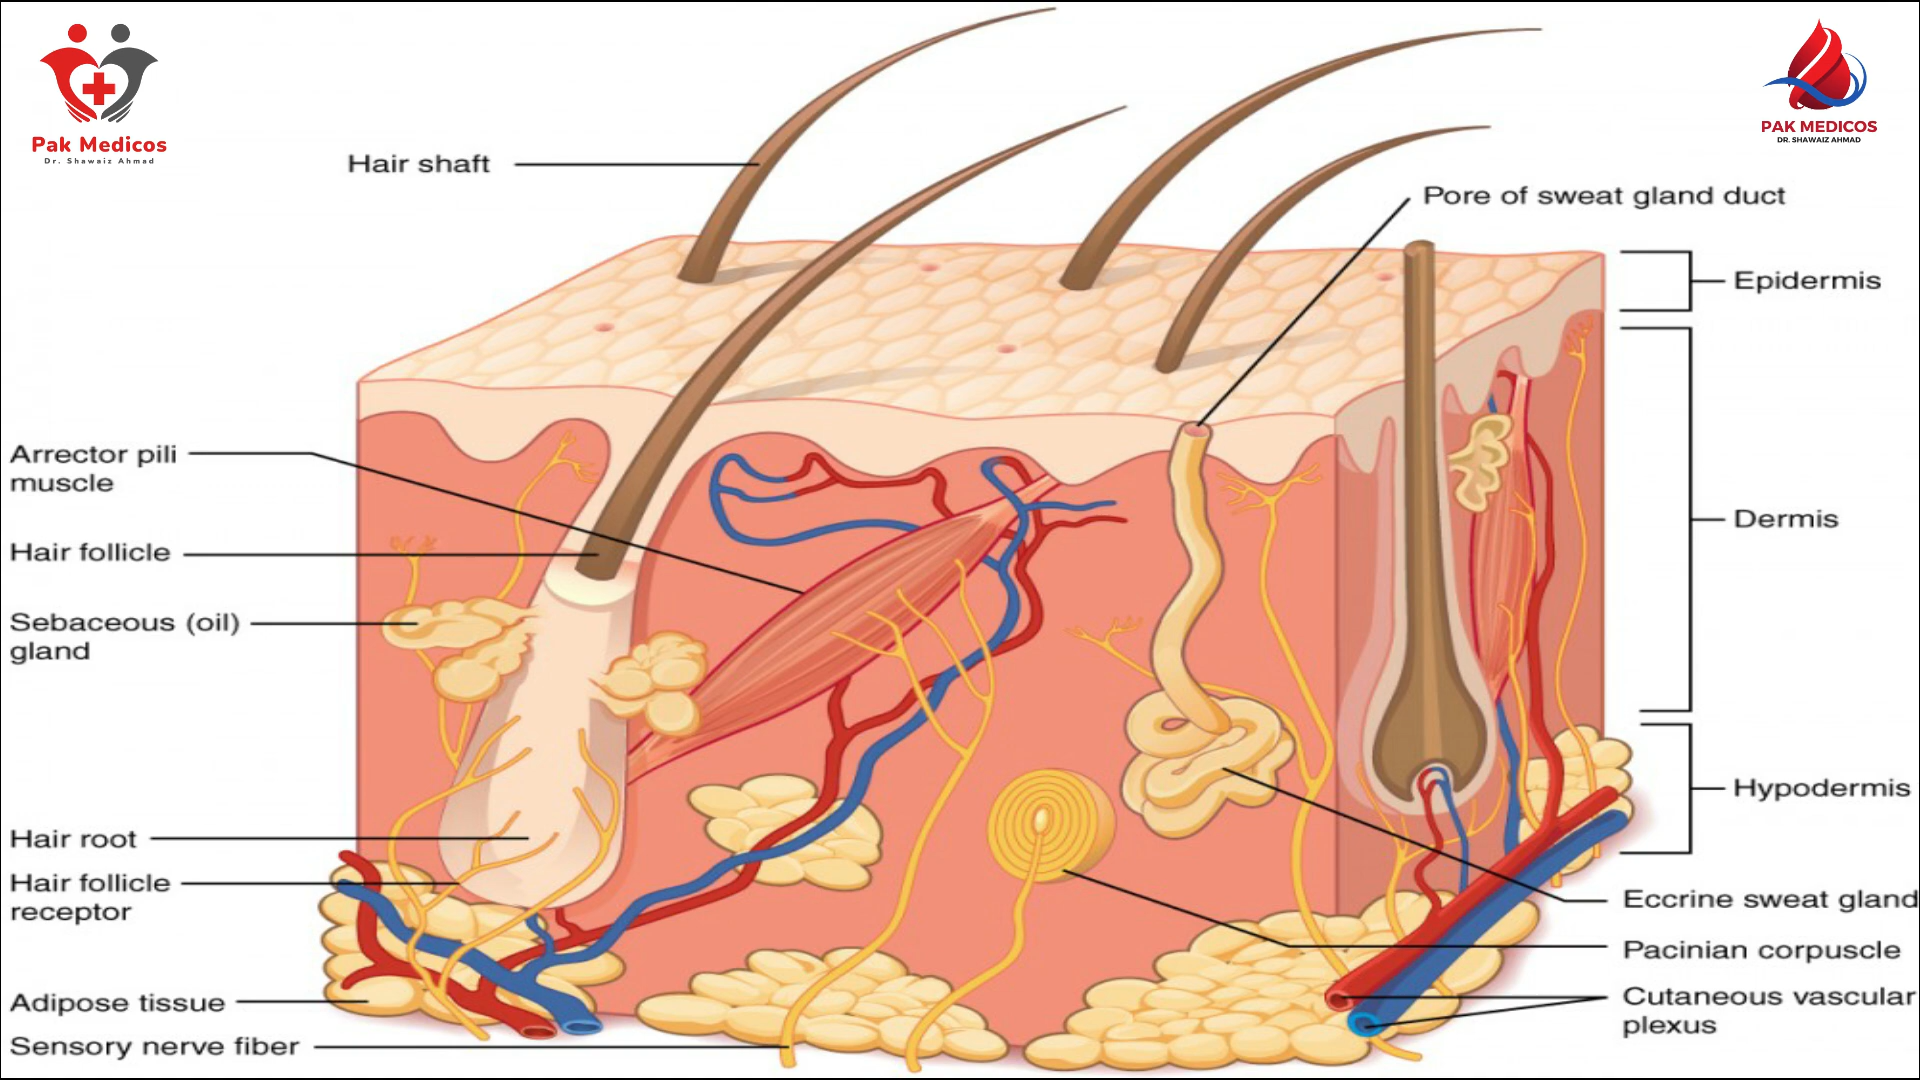 Pak Medicos
Dr. Shawaiz Ahmad
PAK MEDICOS
DR. SHAWAIZ AHMAD
Hair shaft
Pore of sweat gland duct
Epidermis
Arrector pili
muscle
Dermis
Hair follicle
Sebaceous (oil)
gland
Hypodermis
Hair root
Hair follicle
receptor
Eccrine sweat gland
Pacinian corpuscle
Adipose tissue
Cutaneous vascular
plexus
Sensory nerve fiber